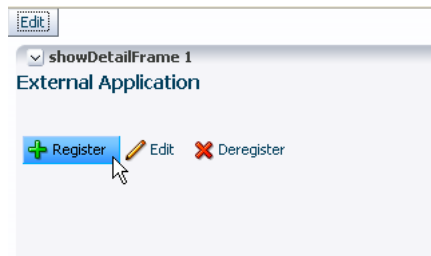 Edit
showDetailFrame 1
External Application
Register Edit Deregister